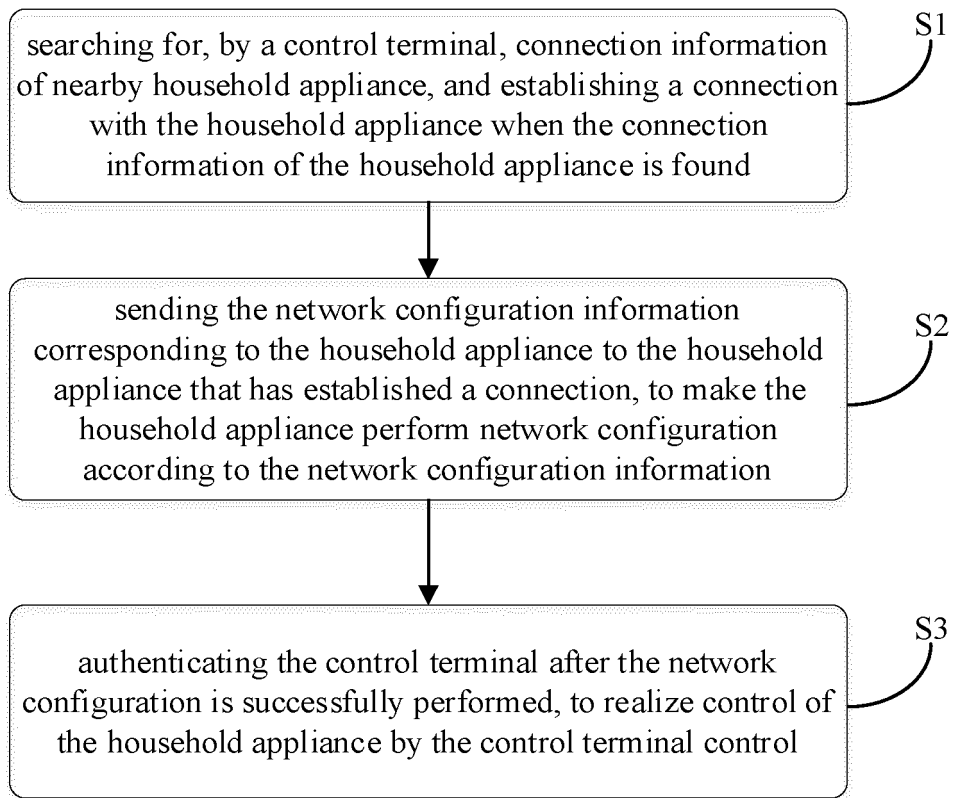 S1
searching for, by a control terminal, connection information
of nearby household appliance, and establishing a connection
with the household appliance when the connection
information of the household appliance is found
S2
sending the network configuration information
corresponding to the household appliance to the household
appliance that has established a connection, to make the
household appliance perform network configuration
according to the network configuration information
S3
authenticating the control terminal after the network
configuration is successfully performed, to realize control of
the household appliance by the control terminal control